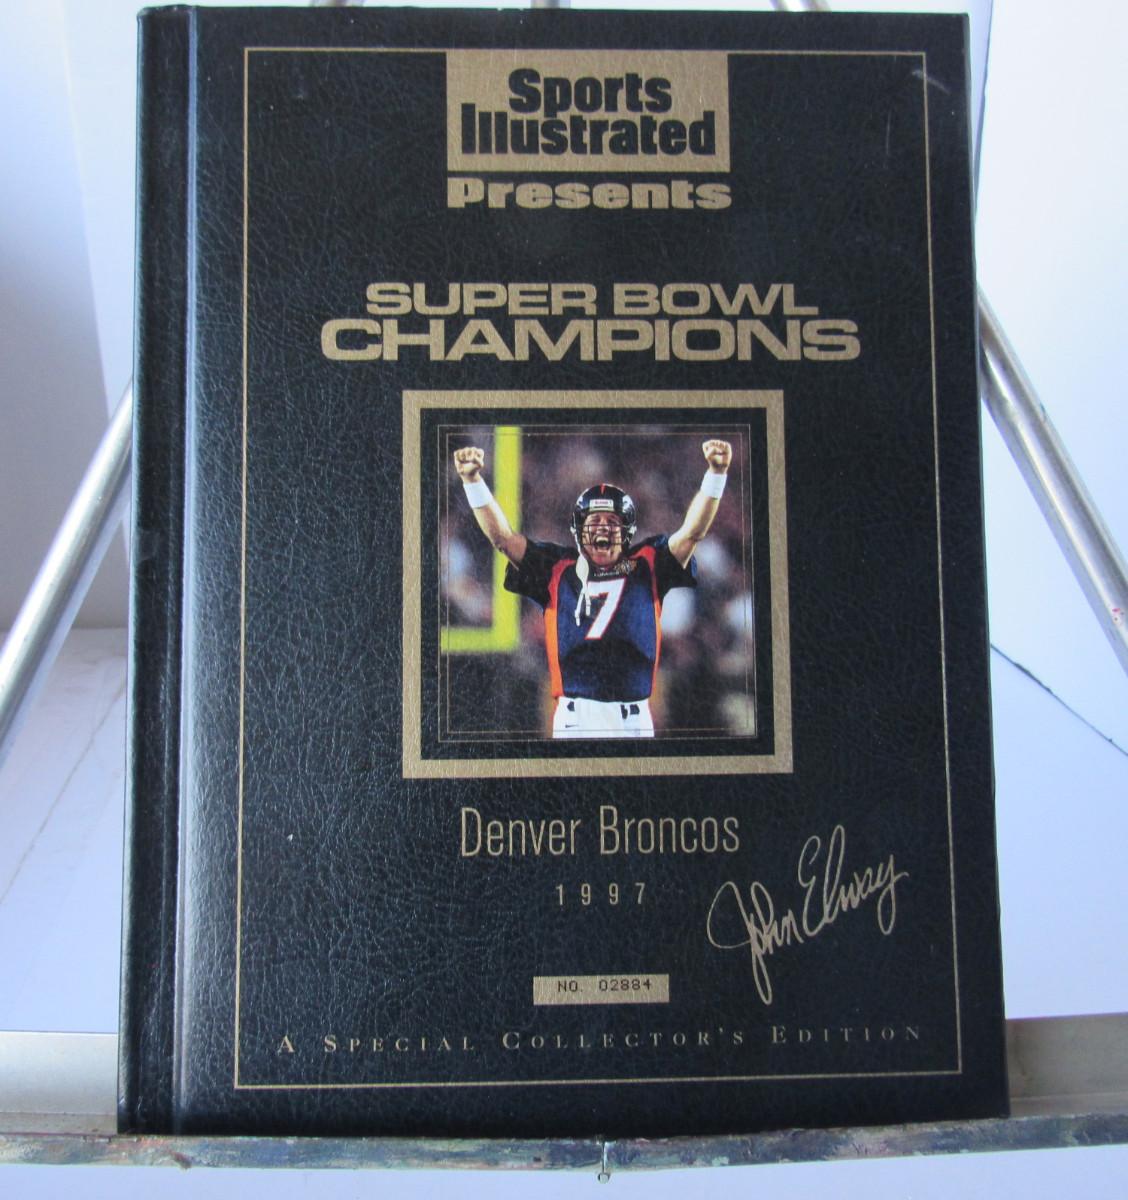 Sports
Illustrated
Presents
SUPER BOWL
CHAMPIONS
7
Denver Broncos
1997
John Elway
NO. 02884
A SPECIAL COLLECTOR'S EDITION